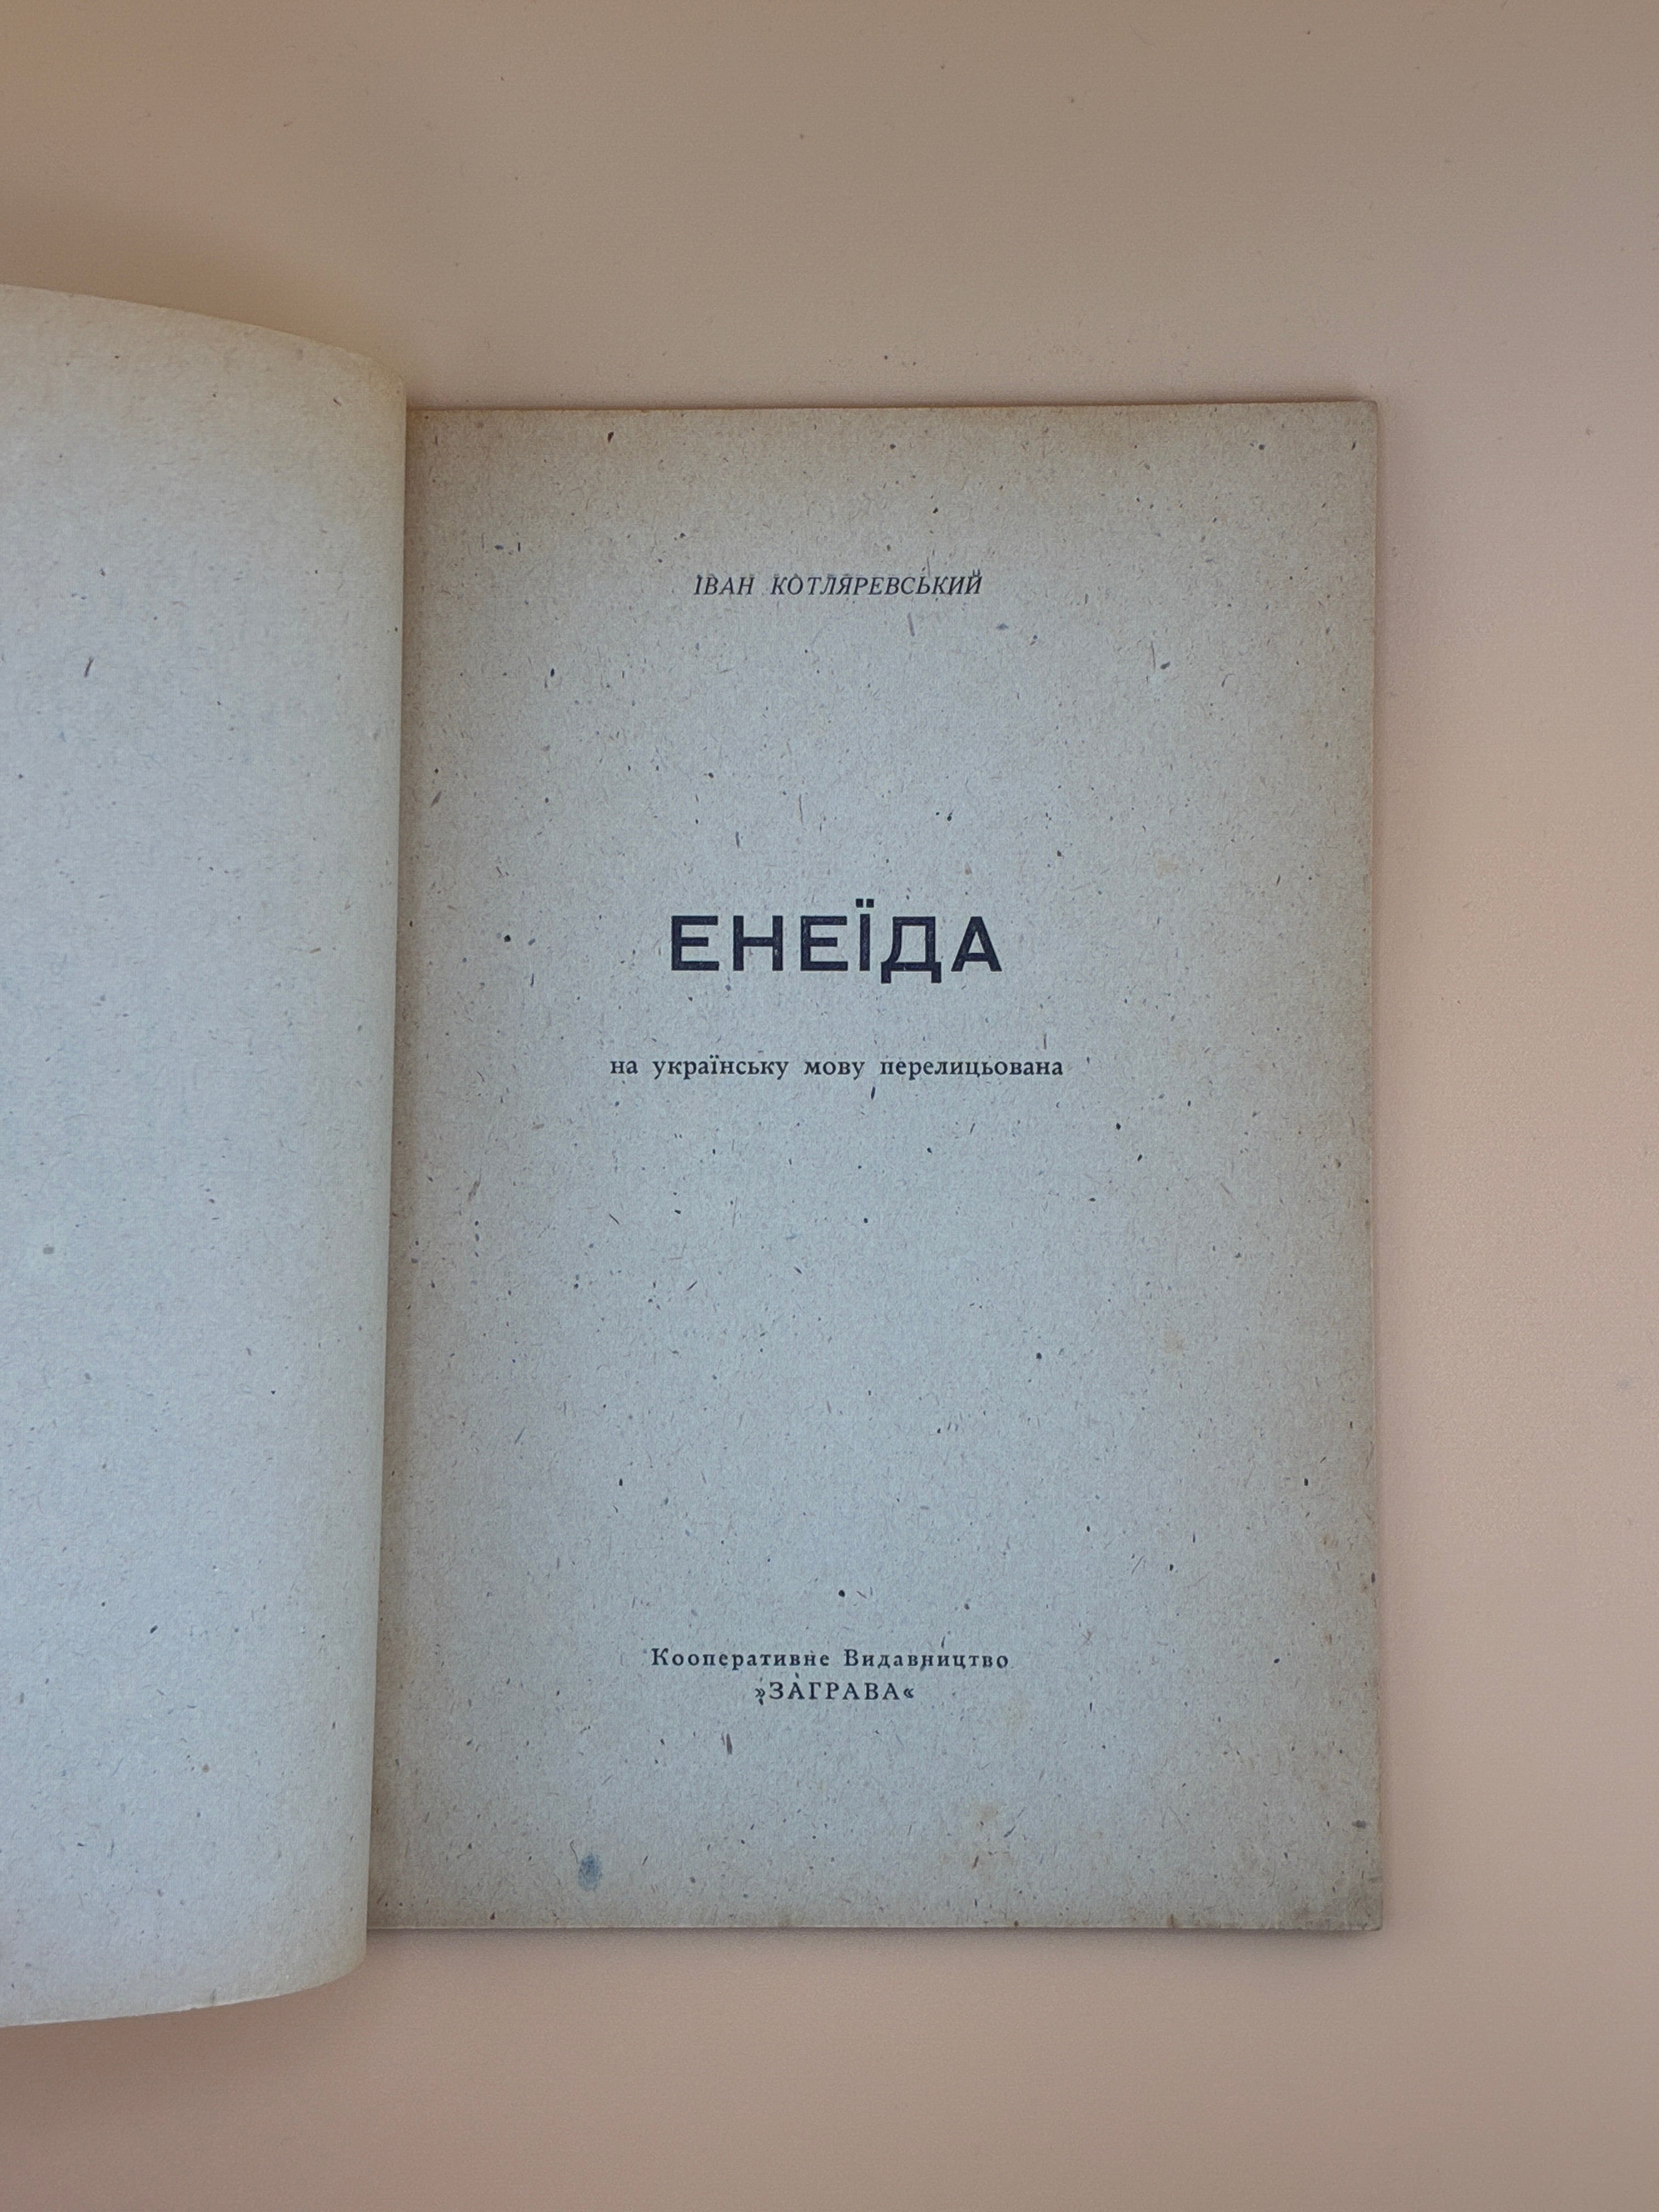 ІВАН КОТЛЯРЕВСЬКИЙ
ЕНЕЇДА
на українську мову перелицьована
Кооперативне Видавництво
»ЗАГРАВА«